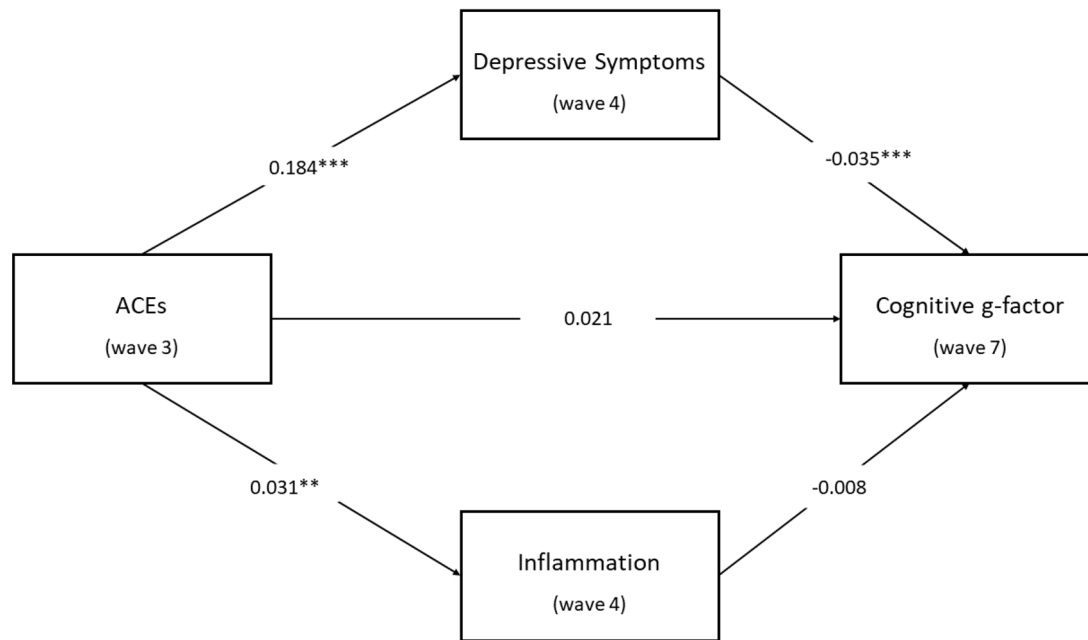 Depressive Symptoms
(wave 4)
0.184***
-0.035***
ACEs
(wave 3)
0.021
Cognitive g-factor
(wave 7)
0.031**
-0.008
Inflammation
(wave 4)